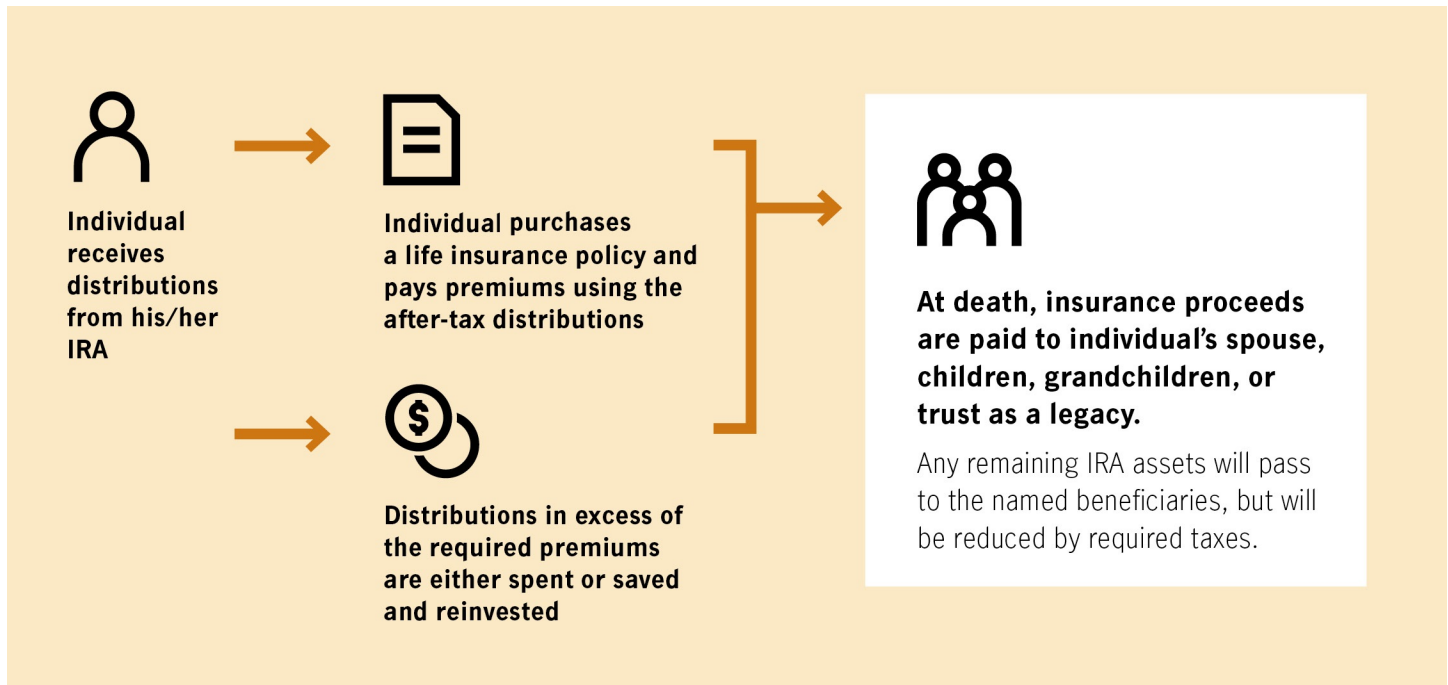 Individual
receives
distributions
from his/her
IRA
Individual purchases
a life insurance policy and
pays premiums using the
after-tax distributions
$
Distributions in excess of
the required premiums
are either spent or saved
and reinvested
At death, insurance proceeds
are paid to individual’s spouse,
children, grandchildren, or
trust as a legacy.
Any remaining IRA assets will pass
to the named beneficiaries, but will
be reduced by required taxes.